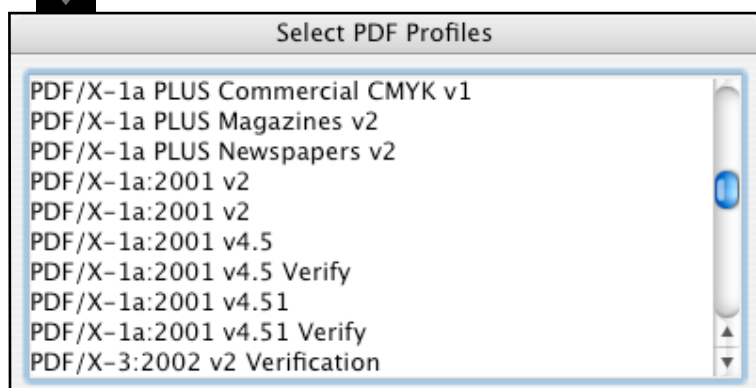 Select PDF Profiles
PDF/X-1a PLUS Commercial CMYK v1
PDF/X-1a PLUS Magazines v2
PDF/X-1a PLUS Newspapers v2
PDF/X-1a:2001 v2
PDF/X-1a:2001 v2
PDF/X-1a:2001 v4.5
PDF/X-1a:2001 v4.5 Verify
PDF/X-1a:2001 v4.51
PDF/X-1a:2001 v4.51 Verify
PDF/X-3:2002 v2 Verification